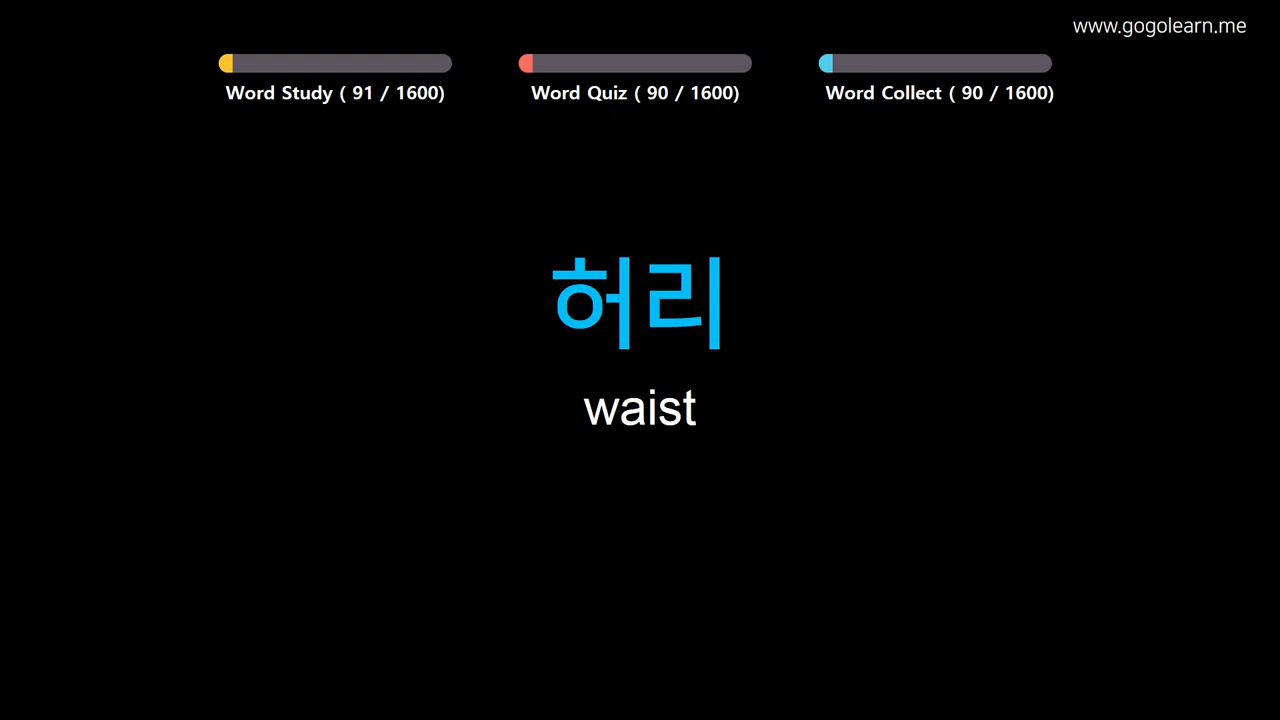 www.gogolearn.me
Word Study ( 91 / 1600)
Word Quiz ( 90 / 1600)
Word Collect ( 90 / 1600)
허리
waist